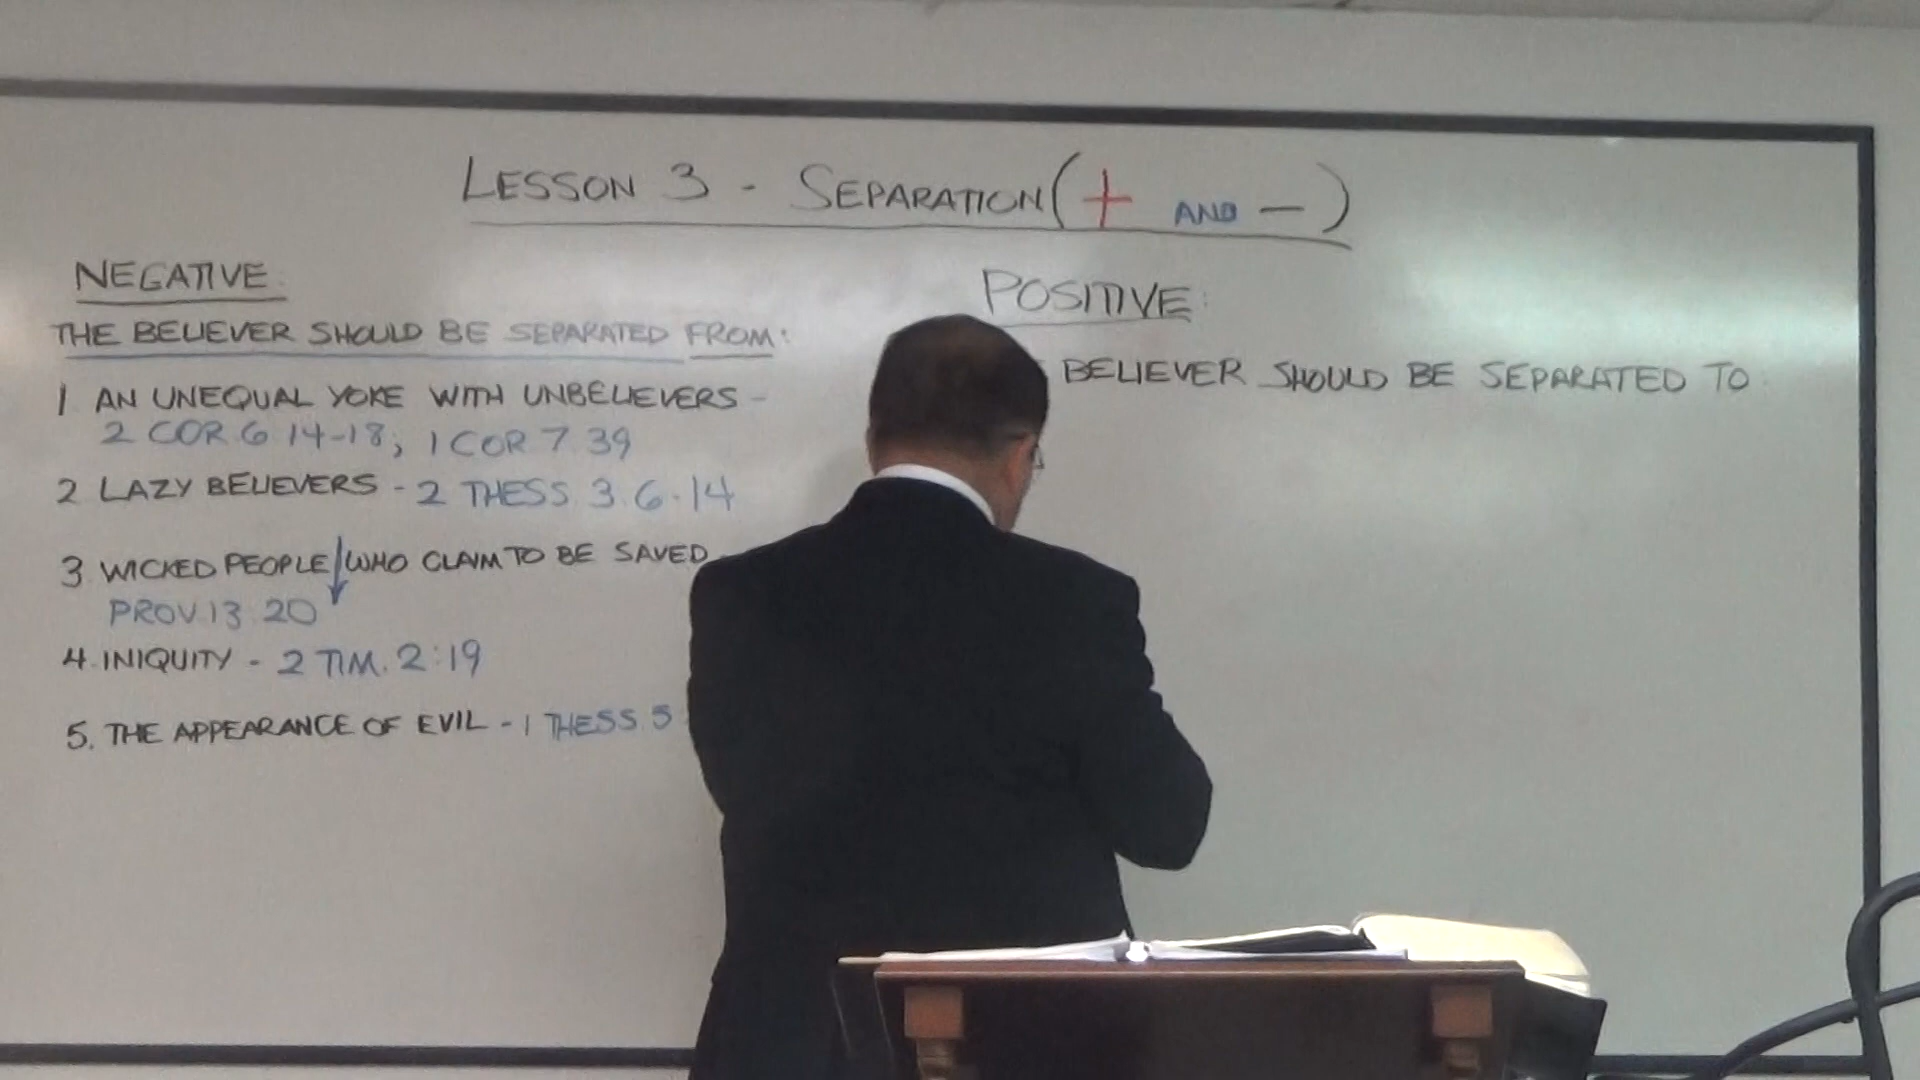 LESSON 3 - SEPARATION (+ AND -)
NEGATIVE:
THE BELIEVER SHOULD BE SEPARATED FROM:
1 AN UNEQUAL YOKE WITH UNBELIEVERS -
2 COR 6 14-18; 1 COR 7 39
2 LAZY BELIEVERS - 2 THESS 3.6.14
3 WICKED PEOPLE/WHO CLAIM TO BE SAVED -
PROV.13 20
4. INIQUITY - 2 TIM. 2:19
5. THE APPEARANCE OF EVIL - 1 THESS 5
POSITIVE:
BELIEVER SHOULD BE SEPARATED TO: